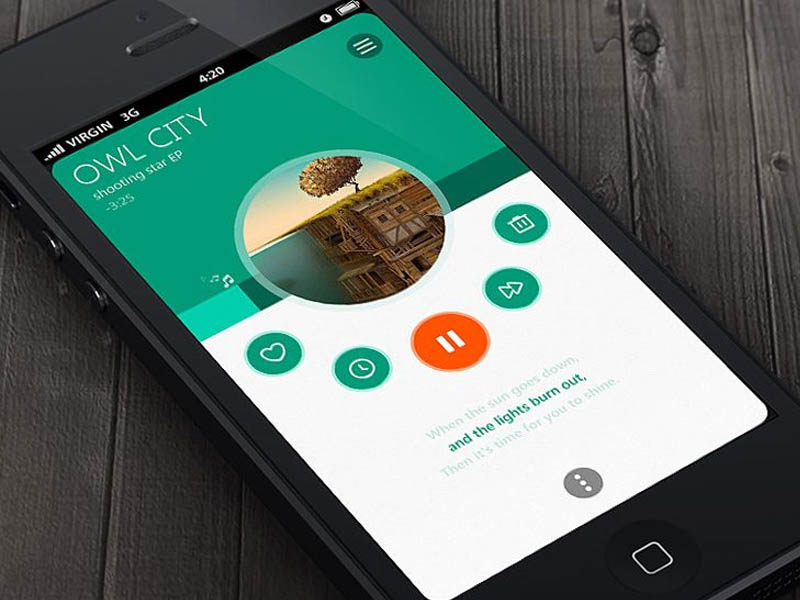 VIRGIN 3G
4:20
OWL CITY
shooting star EP
-3:25
When the sun goes down,
and the lights burn out,
Then it's time for you to shine.